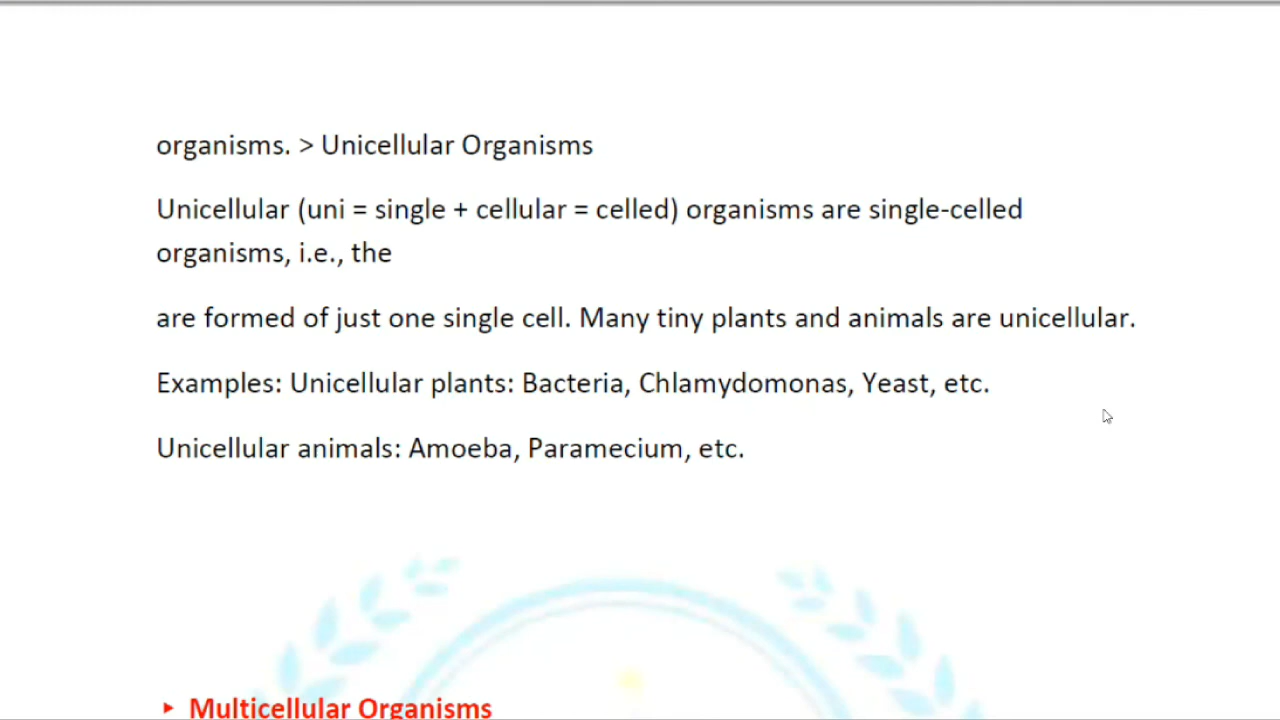 organisms. > Unicellular Organisms
Unicellular (uni = single + cellular = celled) organisms are single-celled
organisms, i.e., the
are formed of just one single cell. Many tiny plants and animals are unicellular.
Examples: Unicellular plants: Bacteria, Chlamydomonas, Yeast, etc.
Unicellular animals: Amoeba, Paramecium, etc.
‣ Multicellular Organisms